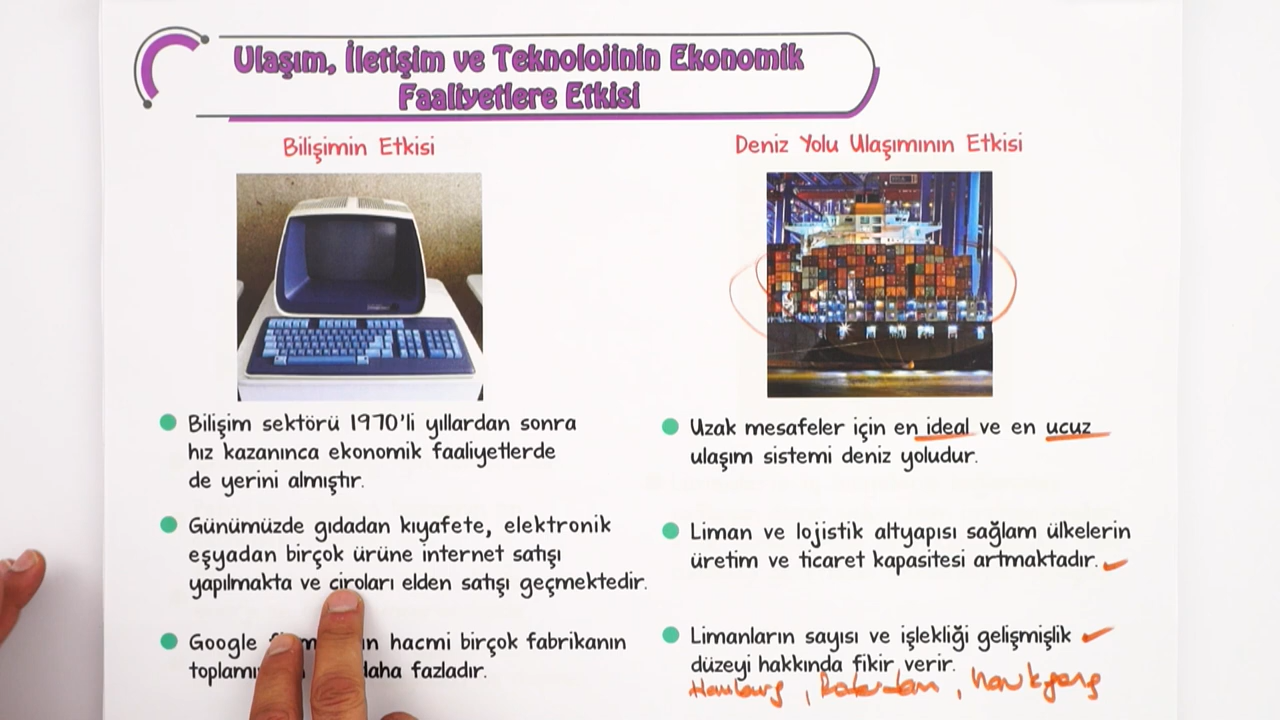 Ulaşım, İletişim ve Teknolojinin Ekonomik
Faaliyetlere Etkisi
Bilişimin Etkisi
Bilişim sektörü 1970'li yıllardan sonra
hız kazanınca ekonomik faaliyetlerde
de yerini almıştır.
Günümüzde gıdadan kıyafete, elektronik
eşyadan birçok ürüne internet satışı
yapılmakta ve ciroları elden satışı geçmektedir.
Google hacmi birçok fabrikanın
daha fazladır.
Deniz Yolu Ulaşımının Etkisi
Uzak mesafeler için en ideal ve en ucuz
ulaşım sistemi deniz yoludur.
Liman ve lojistik altyapısı sağlam ülkelerin
üretim ve ticaret kapasitesi artmaktadır.
Limanların sayısı ve işlekliği gelişmişlik
düzeyi hakkında fikir verir.
Hamburg